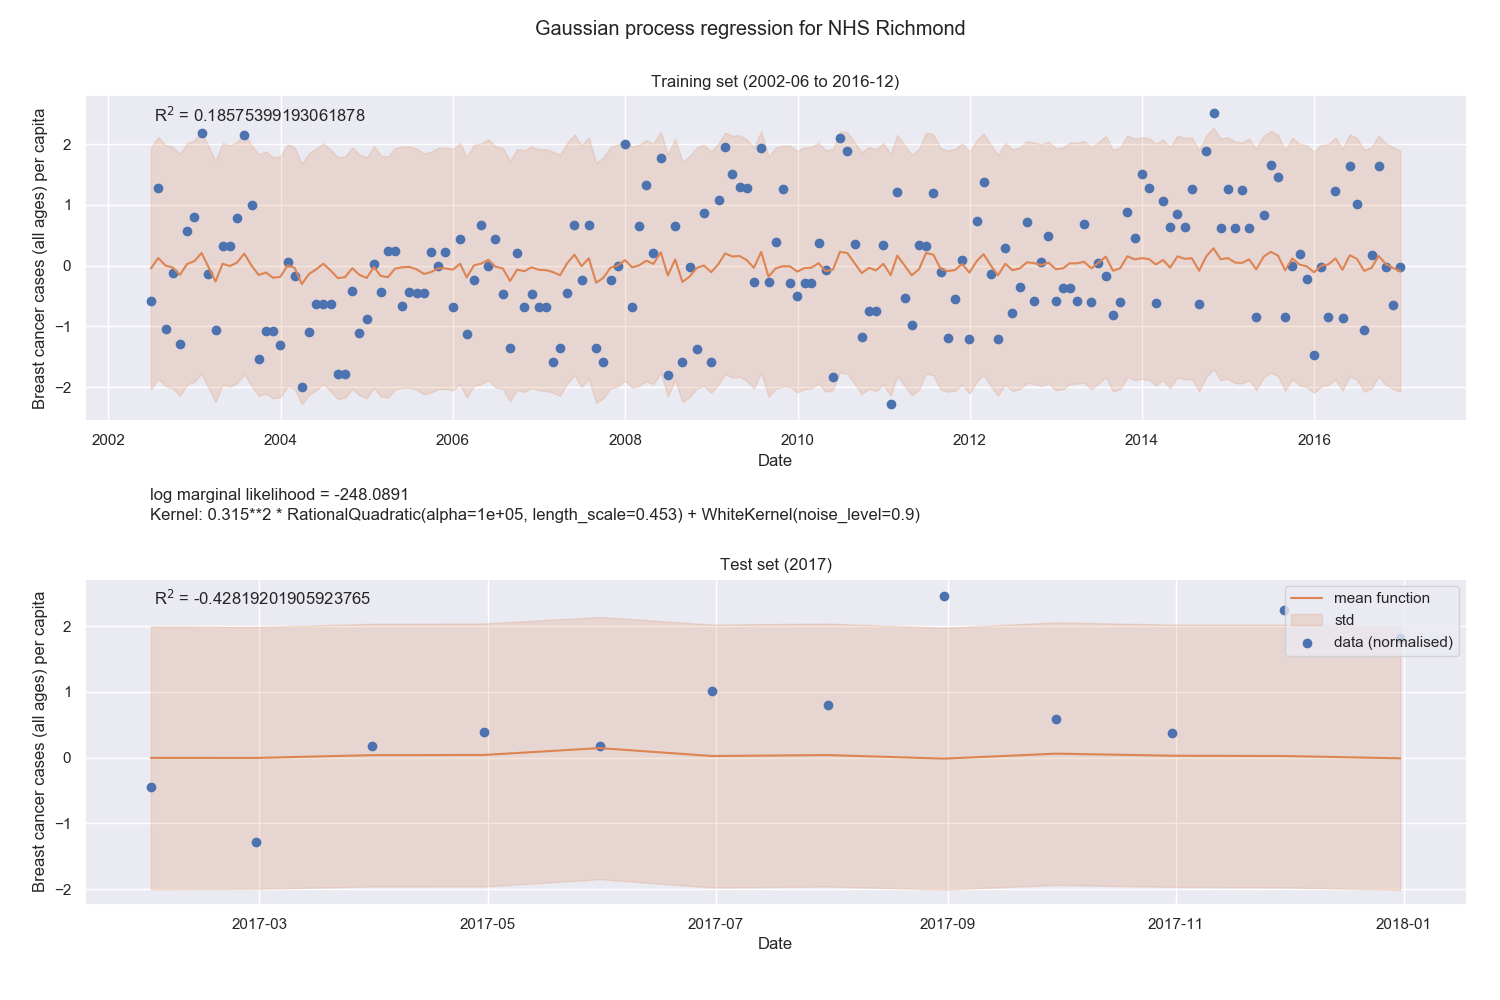 Gaussian process regression for NHS Richmond
Training set (2002-06 to 2016-12)
R² = 0.18575399193061878
Breast cancer cases (all ages) per capita
2
1
0
−1
−2
2002 2004 2006 2008 2010 2012 2014 2016
Date
log marginal likelihood = -248.0891
Kernel: 0.315**2 * RationalQuadratic(alpha=1e+05, length_scale=0.453) + WhiteKernel(noise_level=0.9)
Test set (2017)
R² = -0.42819201905923765
mean function
std
data (normalised)
Breast cancer cases (all ages) per capita
2
1
0
−1
−2
2017-03 2017-05 2017-07 2017-09 2017-11 2018-01
Date